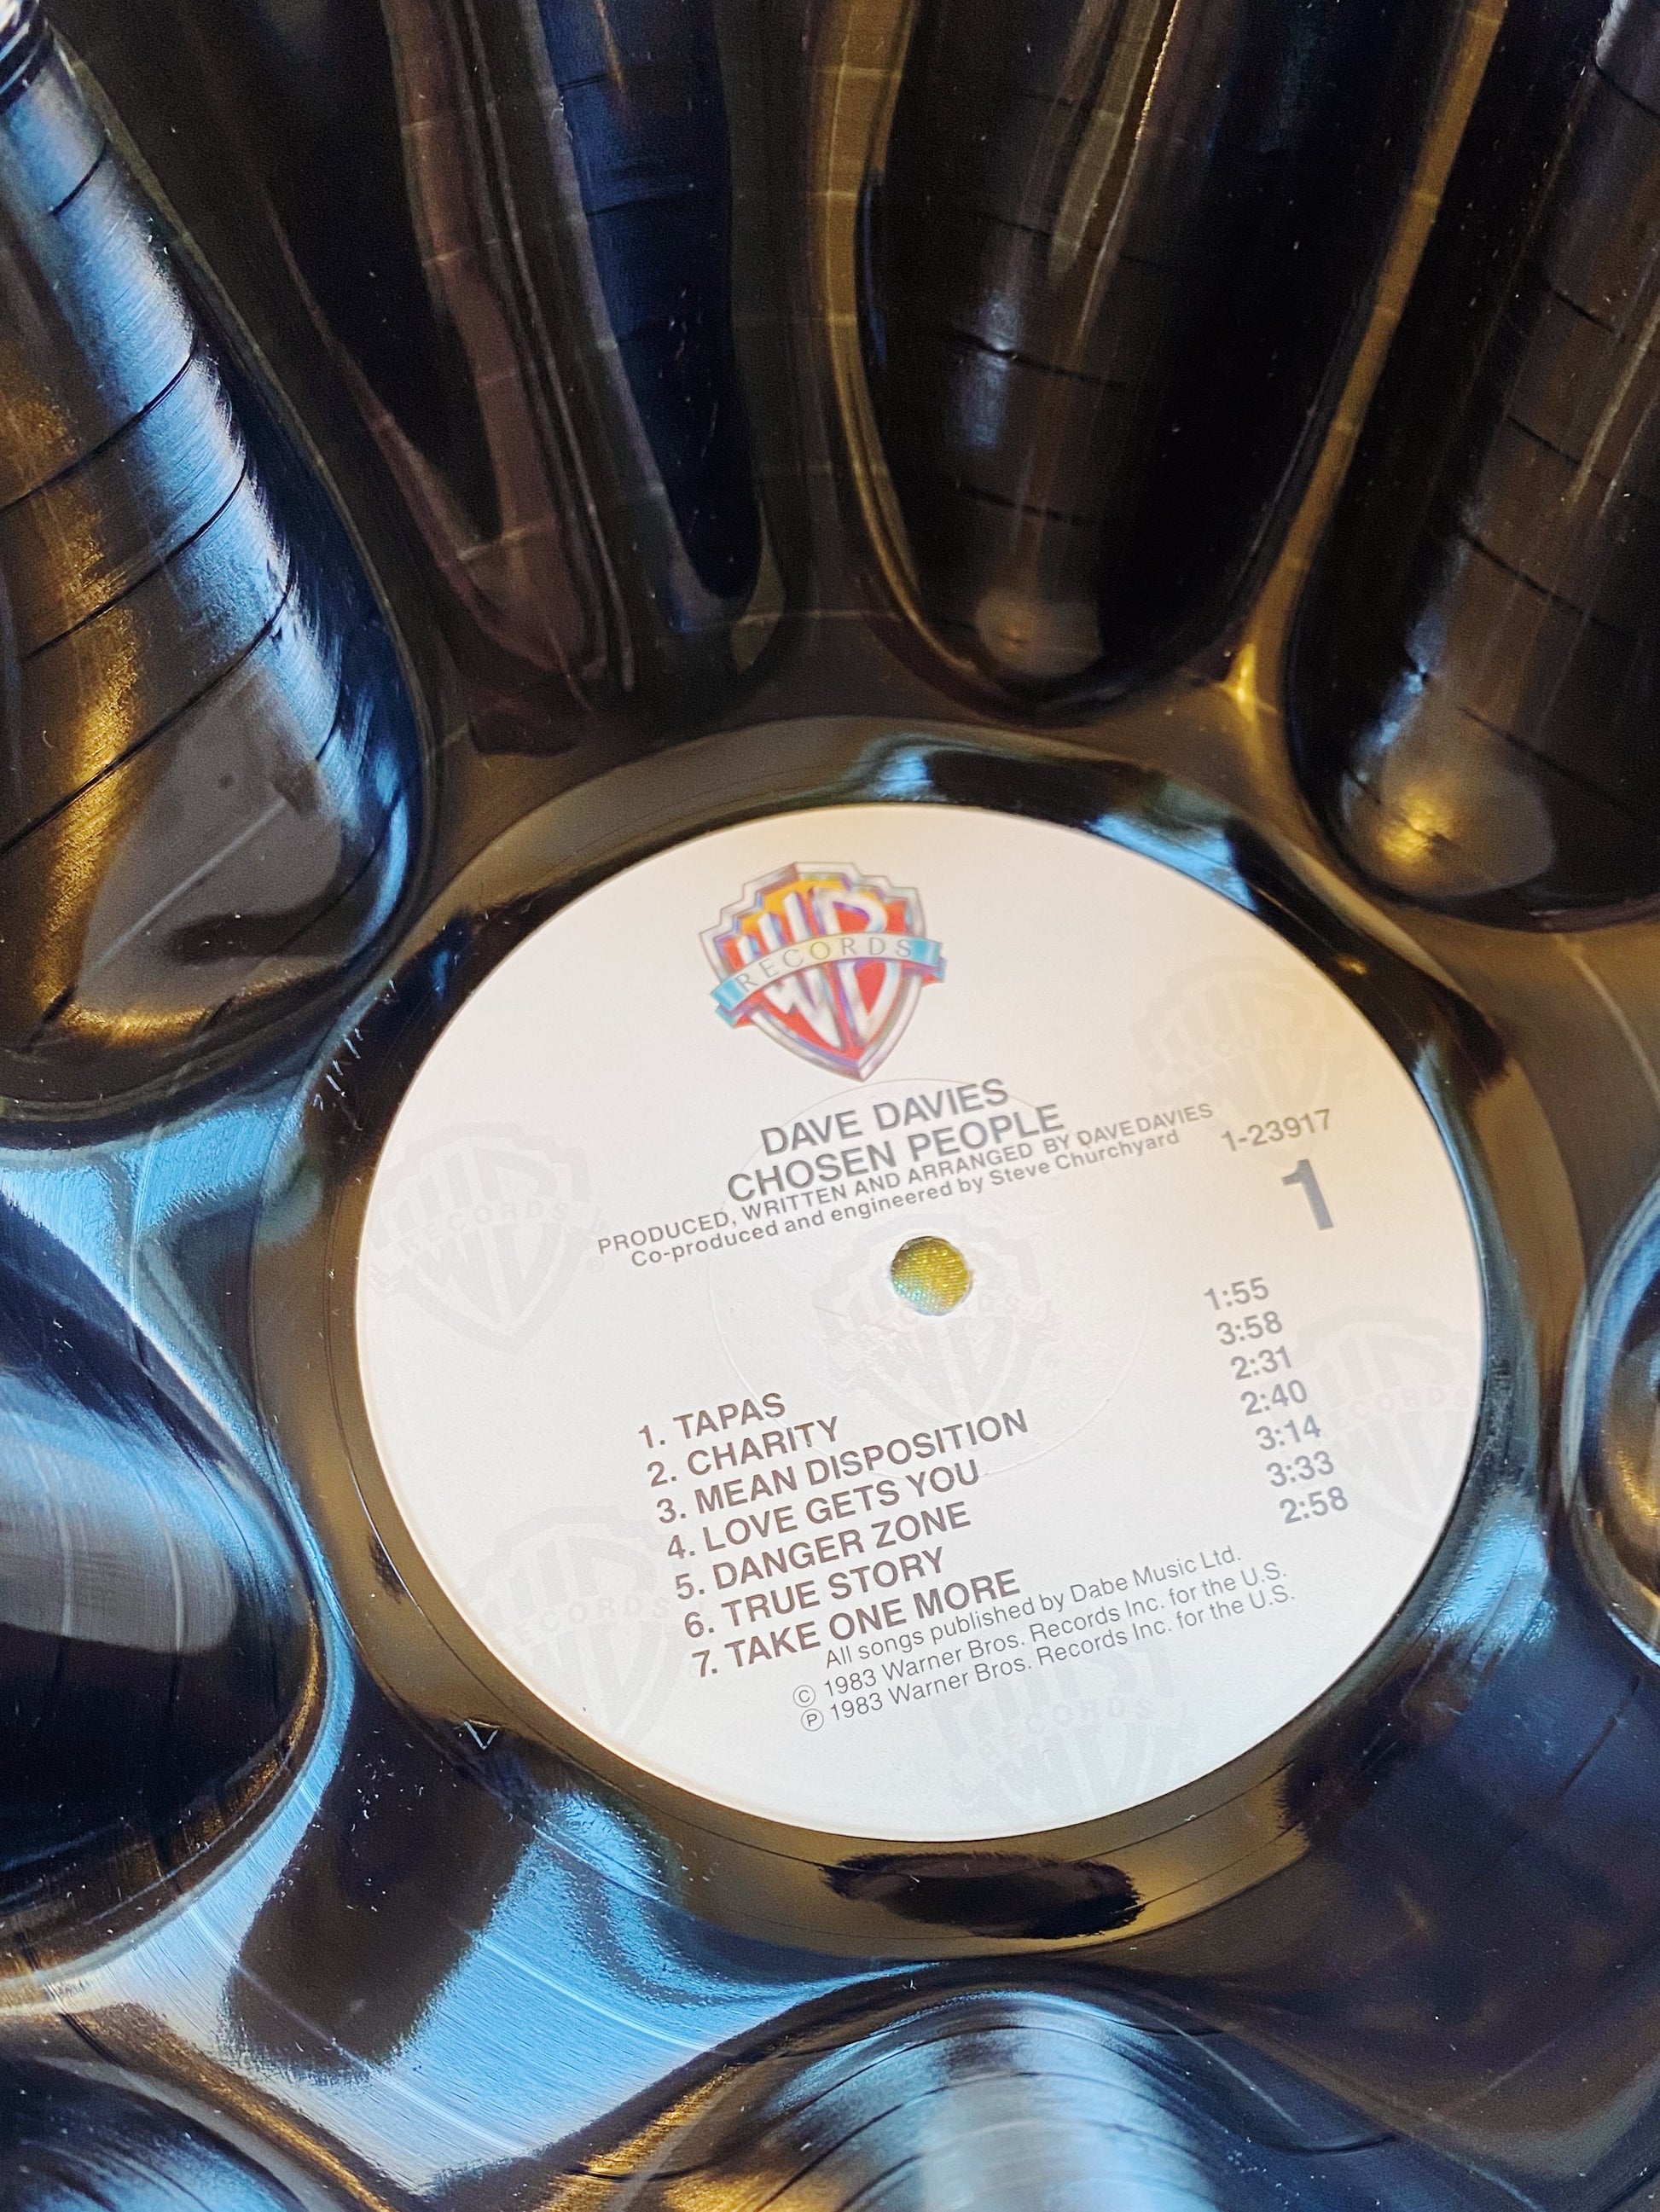 WB
RECORDS
DAVE DAVIES
CHOSEN PEOPLE
PRODUCED, WRITTEN AND ARRANGED BY DAVE DAVIES
Co-produced and engineered by Steve Churchyard
1-23917
1
1. TAPAS 1:55
2. CHARITY 3:58
3. MEAN DISPOSITION 2:31
4. LOVE GETS YOU 2:40
5. DANGER ZONE 3:14
6. TRUE STORY 3:33
7. TAKE ONE MORE 2:58
All songs published by Dabe Music Ltd.
© 1983 Warner Bros. Records Inc. for the U.S.
℗ 1983 Warner Bros. Records Inc. for the U.S.